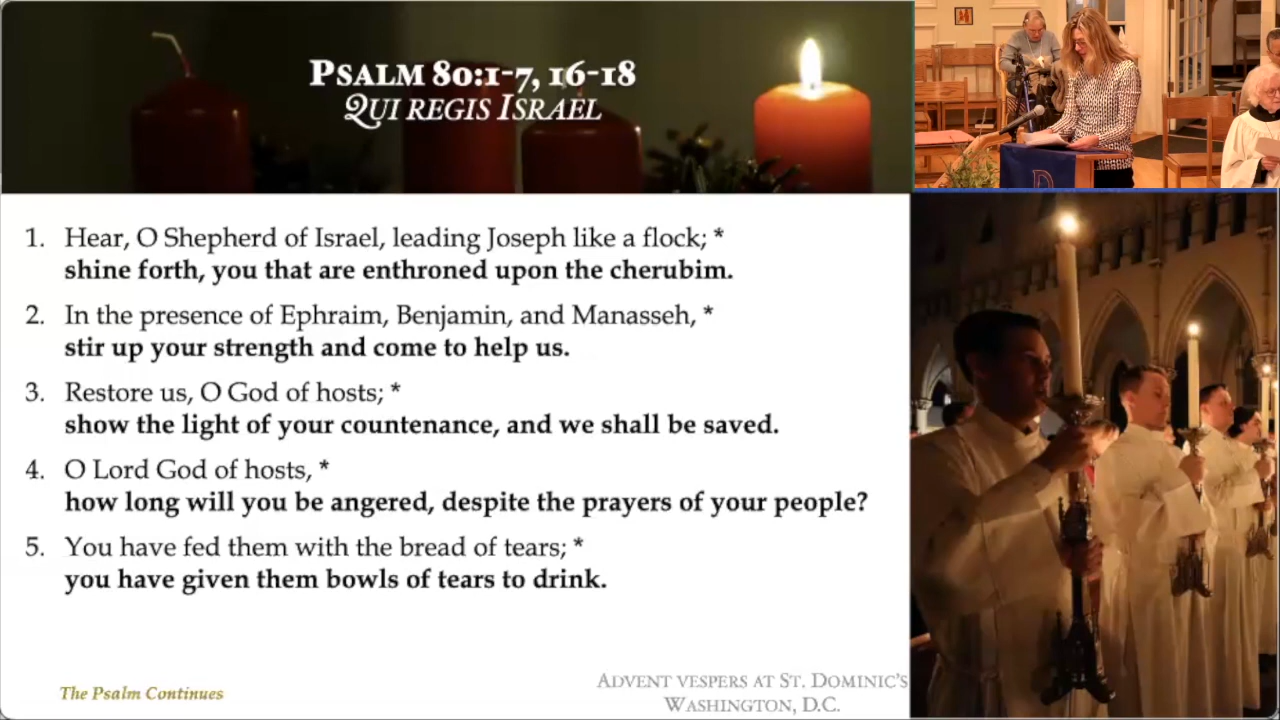 PSALM 80:1-7, 16-18
QUI REGIS ISRAEL
1. Hear, O Shepherd of Israel, leading Joseph like a flock; *
shine forth, you that are enthroned upon the cherubim.
2. In the presence of Ephraim, Benjamin, and Manasseh, *
stir up your strength and come to help us.
3. Restore us, O God of hosts; *
show the light of your countenance, and we shall be saved.
4. O Lord God of hosts, *
how long will you be angered, despite the prayers of your people?
5. You have fed them with the bread of tears; *
you have given them bowls of tears to drink.
The Psalm Continues
ADVENT VESPERS AT ST. DOMINIC'S
WASHINGTON, D.C.